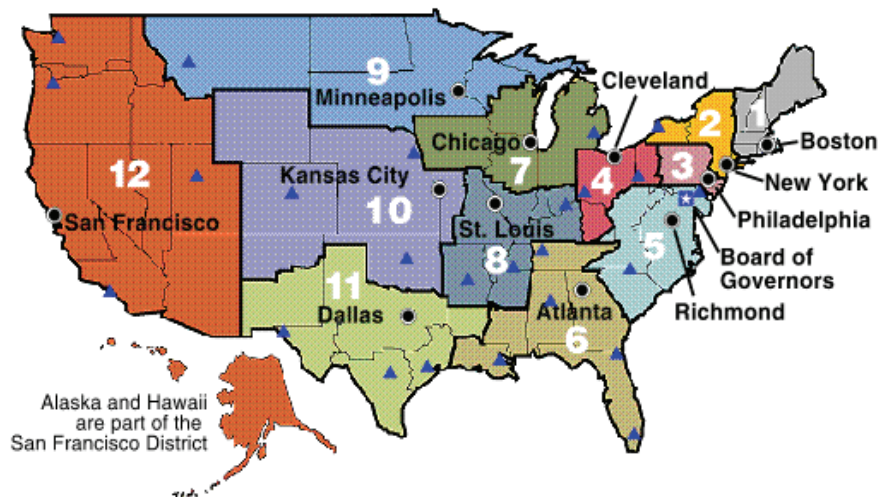 9
Minneapolis
Cleveland
2
1
Chicago
Boston
7
3
12
Kansas City
4
New York
10
San Francisco
St. Louis
Philadelphia
5
8
Board of
Governors
11
Dallas
Atlanta
Richmond
6
Alaska and Hawaii
are part of the
San Francisco District